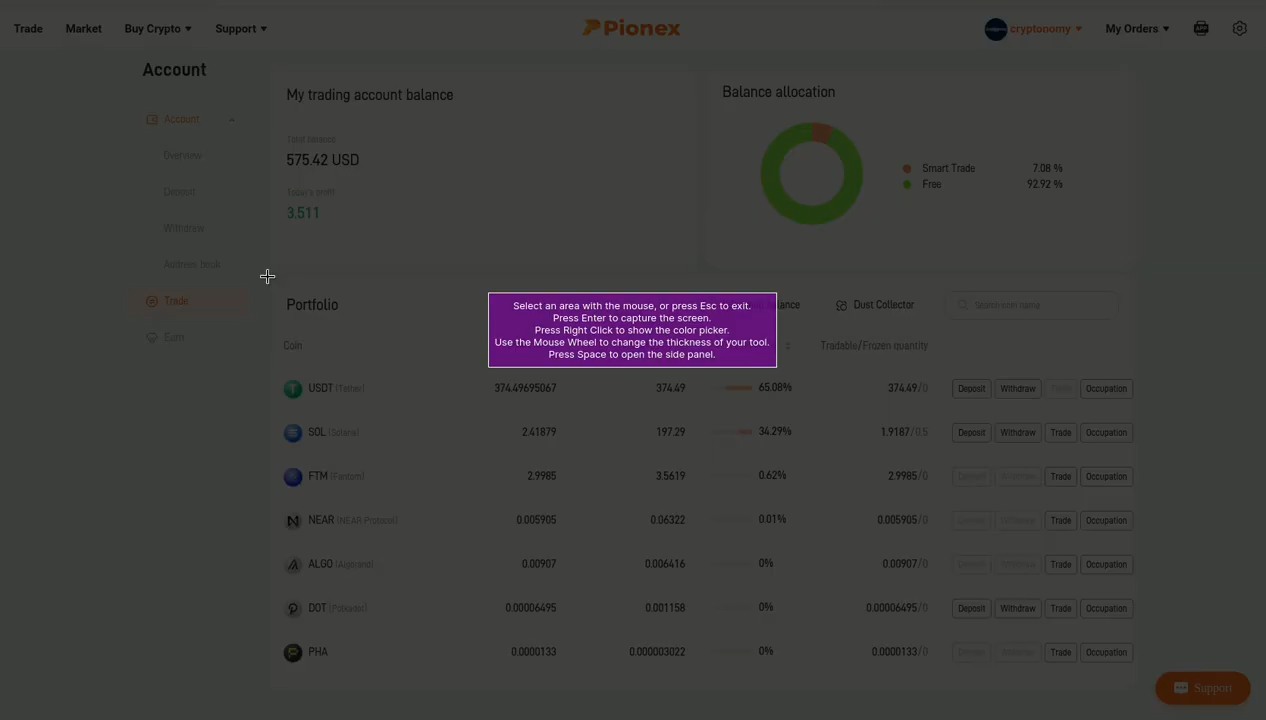 Trade Market Buy Crypto Support Pionex cryptonomy My Orders
Account
Account
Overview
Deposit
Withdraw
Address book
Trade
Earn
My trading account balance
Total balance
575.42 USD
Today's profit
3.511
Balance allocation
Smart Trade 7.08 %
Free 92.92 %
Portfolio
balance Dust Collector Search coin name
Select an area with the mouse, or press Esc to exit.
Press Enter to capture the screen.
Press Right Click to show the color picker.
Use the Mouse Wheel to change the thickness of your tool.
Press Space to open the side panel.
Coin Tradable/Frozen quantity
USDT (Tether) 374.49695067 374.49 65.08% 374.49/0 Deposit Withdraw Trade Occupation
SOL (Solana) 2.41879 197.29 34.29% 1.9187/0.5 Deposit Withdraw Trade Occupation
FTM (Fantom) 2.9985 3.5619 0.62% 2.9985/0 Deposit Withdraw Trade Occupation
NEAR (NEAR Protocol) 0.005905 0.06322 0.01% 0.005905/0 Deposit Withdraw Trade Occupation
ALGO (Algorand) 0.00907 0.006416 0% 0.00907/0 Deposit Withdraw Trade Occupation
DOT (Polkadot) 0.00006495 0.001158 0% 0.00006495/0 Deposit Withdraw Trade Occupation
PHA 0.0000133 0.000003022 0% 0.0000133/0 Deposit Withdraw Trade Occupation
Support